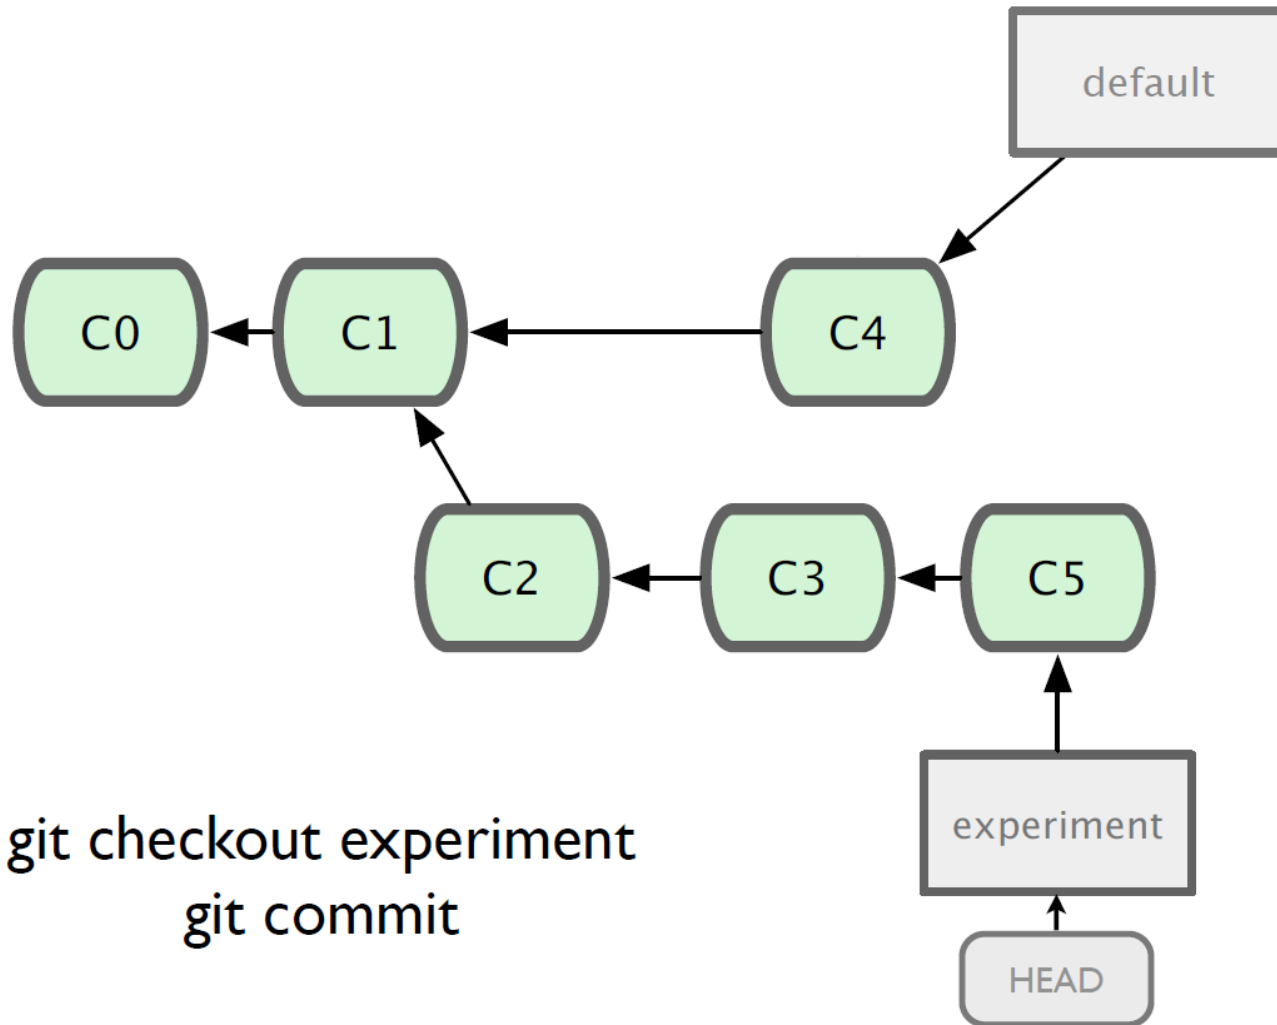 default
C0
C1
C4
C2
C3
C5
experiment
git checkout experiment
git commit
HEAD